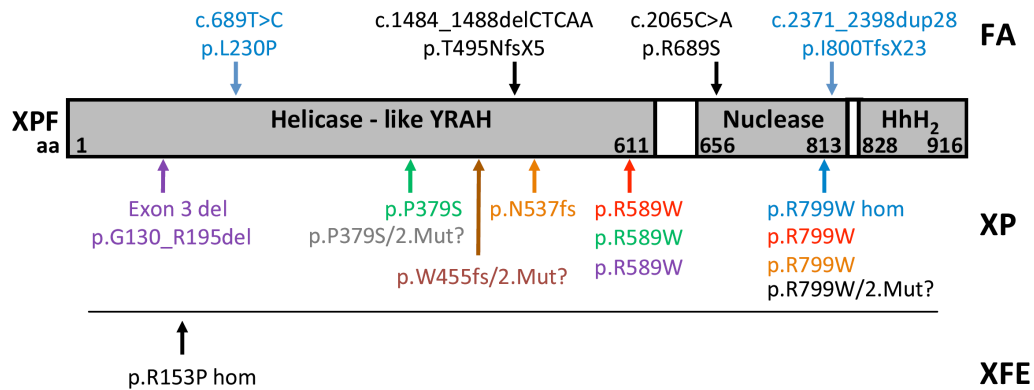 c.689T>C c.1484_1488delCTCAA c.2065C>A c.2371_2398dup28 FA
p.L230P p.T495NfsX5 p.R689S p.I800TfsX23
XPF Helicase - like YRAH Nuclease HhH2
aa 1 611 656 813 828 916
Exon 3 del p.P379S p.N537fs p.R589W p.R799W hom XP
p.G130_R195del p.P379S/2.Mut? p.R589W p.R799W
p.W455fs/2.Mut? p.R589W p.R799W
p.R799W/2.Mut?
p.R153P hom XFE